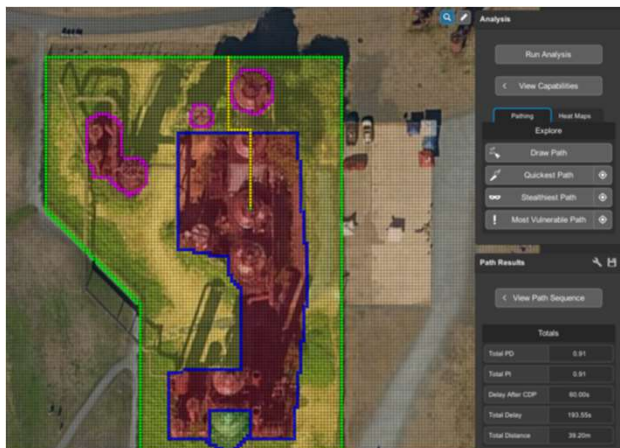 Analysis
Run Analysis
< View Capabilities
Pathing Heat Maps
Explore
Draw Path
Quickest Path
Stealthiest Path
! Most Vulnerable Path
Path Results
< View Path Sequence
Totals
Total PD 0.91
Total PI 0.91
Delay After CDP 60.00s
Total Delay 193.55s
Total Distance 39.20m